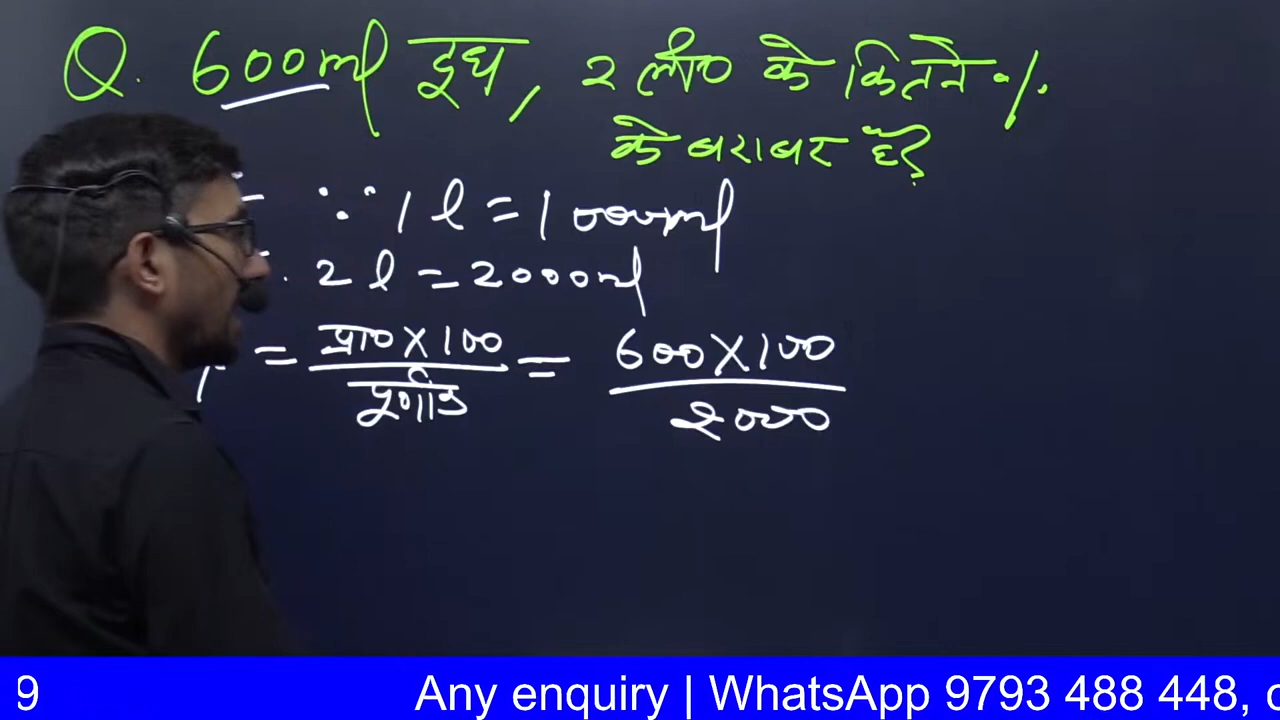 Q. 600ml दूध, 2 ली० के कितने %
के बराबर है?
∵ 1 l = 1000ml
2 l = 2000ml
= प्रा० X 100 / पूर्णांक = 600 X 100 / 2000
9 Any enquiry | WhatsApp 9793 488 448,